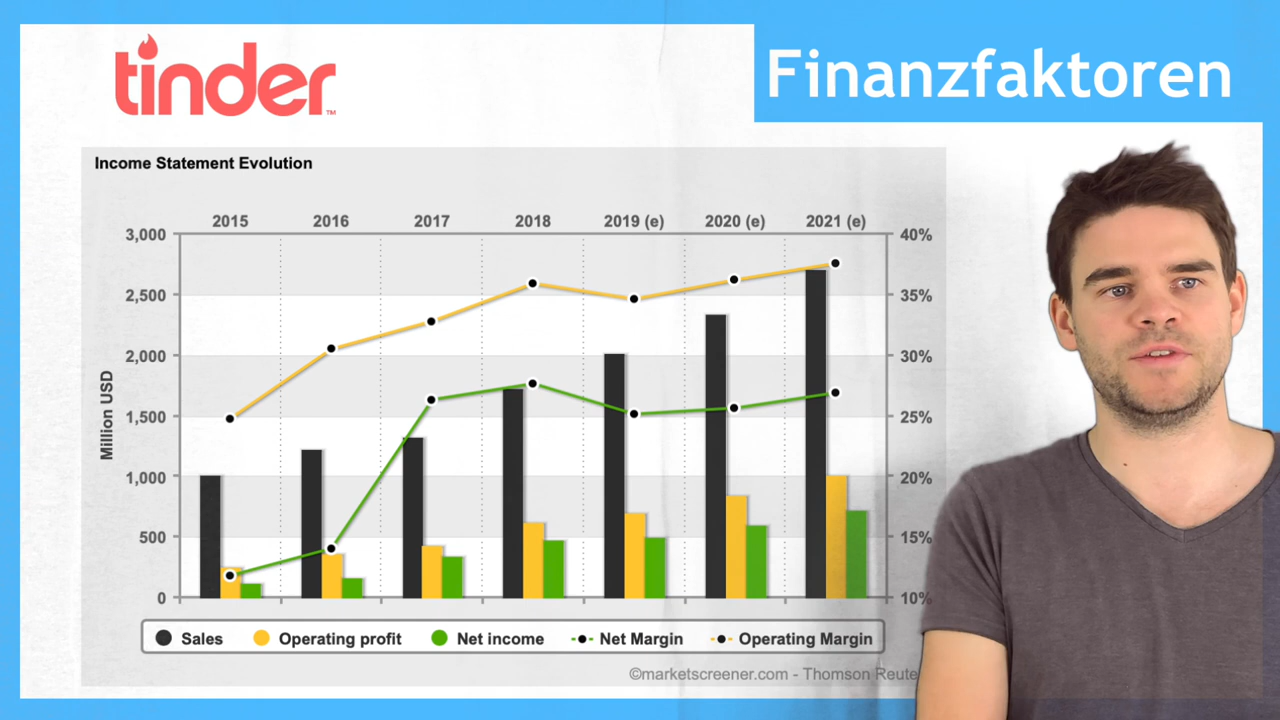 tinder™
Finanzfaktoren
Income Statement Evolution
2015 2016 2017 2018 2019 (e) 2020 (e) 2021 (e)
3,000 40%
2,500 35%
2,000 30%
1,500 25%
1,000 20%
500 15%
0 10%
Million USD
Sales Operating profit Net income Net Margin Operating Margin
©marketscreener.com - Thomson Reute